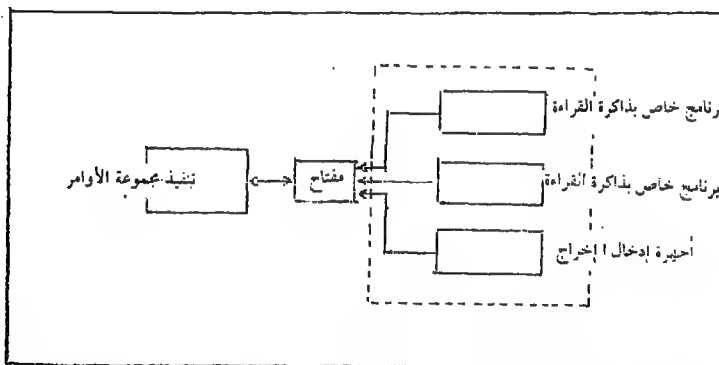 برنامج خاص بذاكرة القراءة
مفتاح
تنفيذ مجموعة الأوامر
برنامج خاص بذاكرة القراءة
أجهزة إدخال / إخراج